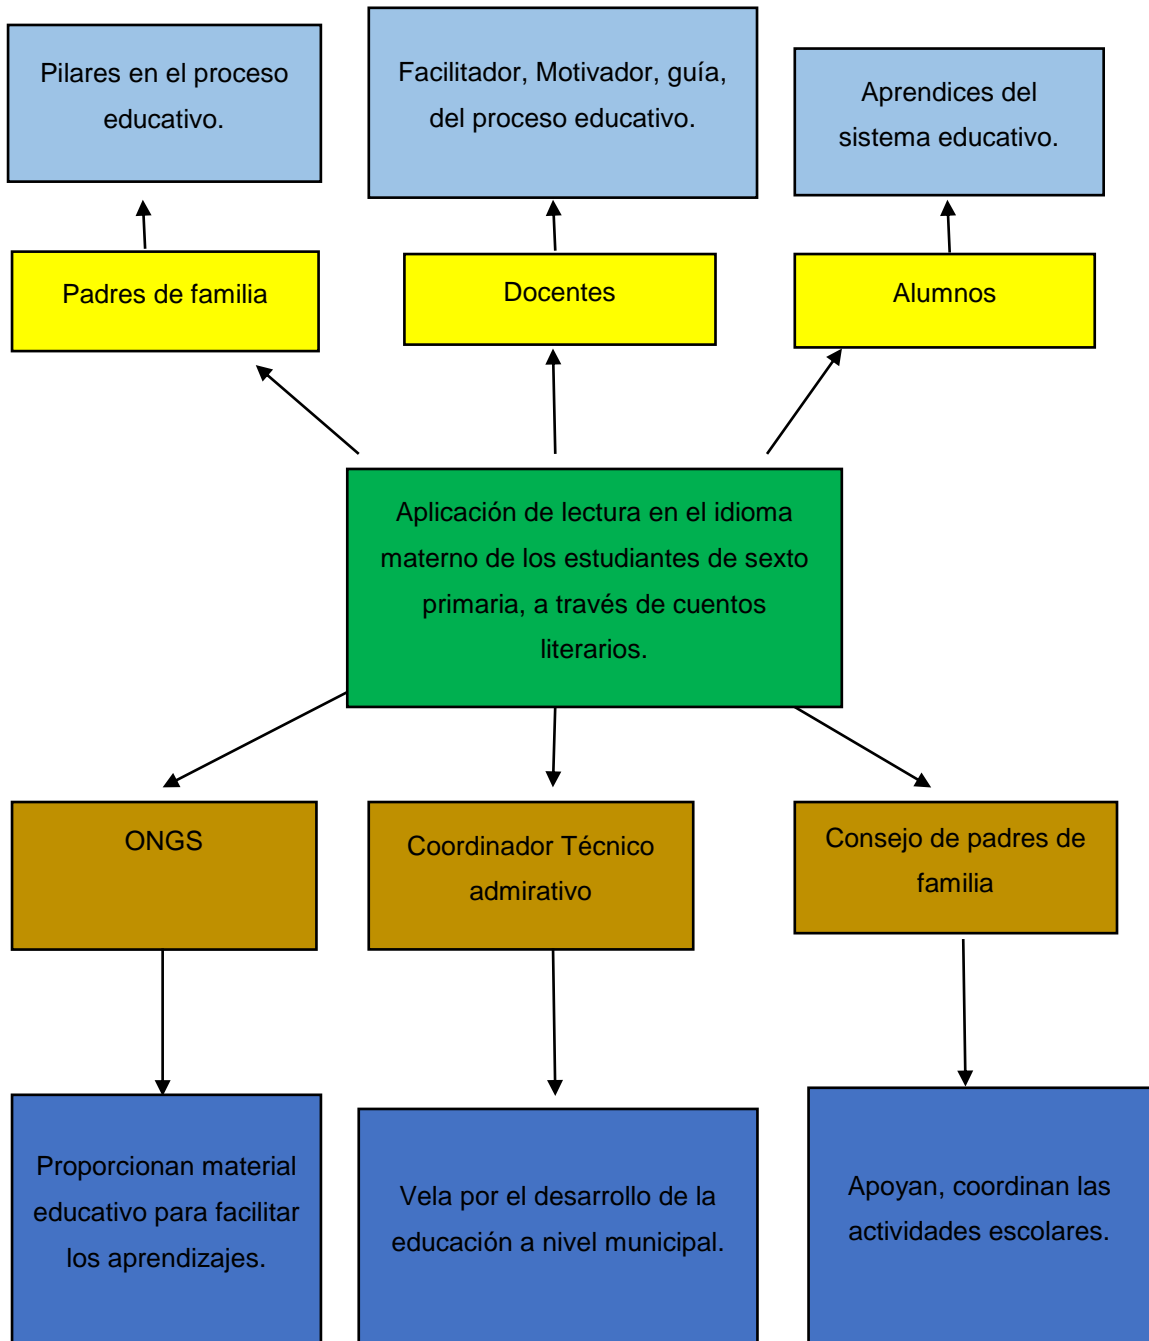 Pilares en el proceso
educativo.
Facilitador, Motivador, guía,
del proceso educativo.
Aprendices del
sistema educativo.
Padres de familia
Docentes
Alumnos
Aplicación de lectura en el idioma
materno de los estudiantes de sexto
primaria, a través de cuentos
literarios.
ONGS
Coordinador Técnico
admirativo
Consejo de padres de
familia
Proporcionan material
educativo para facilitar
los aprendizajes.
Vela por el desarrollo de la
educación a nivel municipal.
Apoyan, coordinan las
actividades escolares.